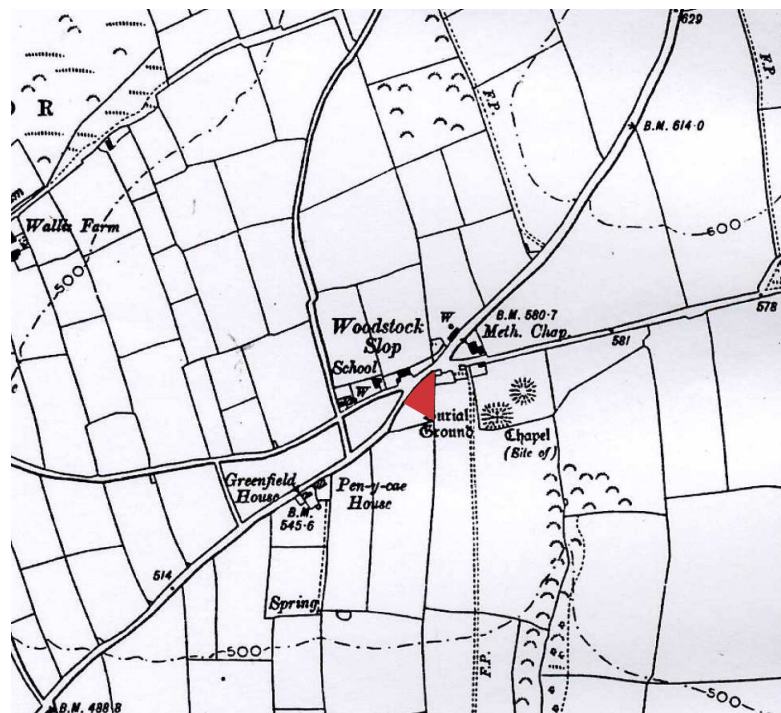 629
F.P.
B.M. 614·0
O R
Wallis Farm
500
600
F.P.
578
W
B.M. 580·7
Woodstock
Slop
Meth. Chap.
581
School
W
urial
Ground
Chapel
(Site of)
Greenfield
House
Pen-y-cae
House
B.M.
545·6
514
Spring
500
F.P.
500
B.M. 488·8